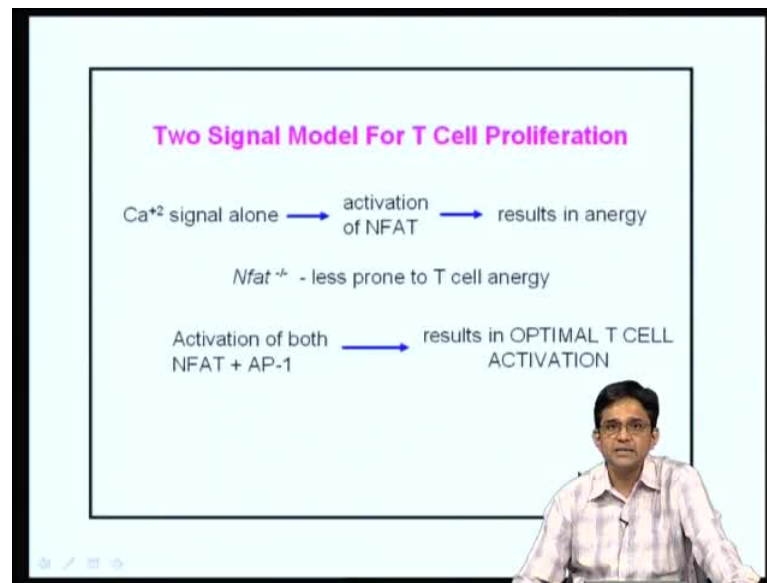 Two Signal Model For T Cell Proliferation
Ca⁺² signal alone → activation of NFAT → results in anergy
Nfat⁻/⁻ - less prone to T cell anergy
Activation of both NFAT + AP-1 → results in OPTIMAL T CELL ACTIVATION